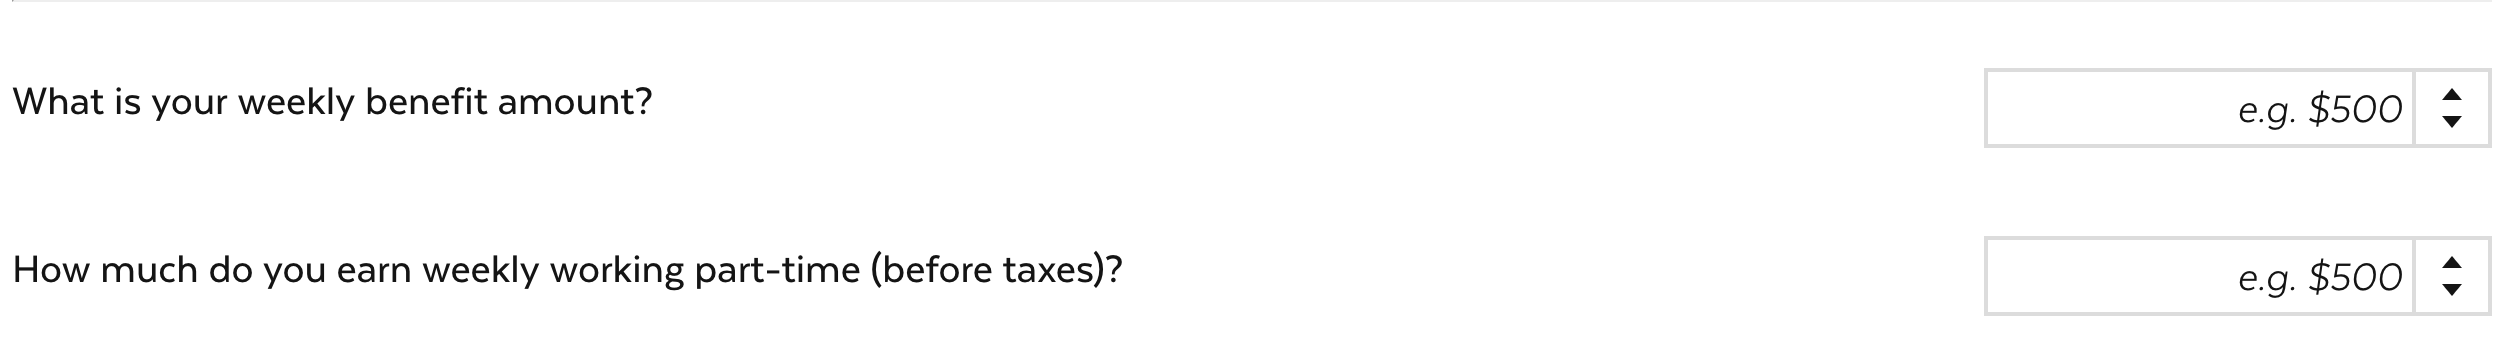 What is your weekly benefit amount?
e.g. $500
How much do you earn weekly working part-time (before taxes)?
e.g. $500